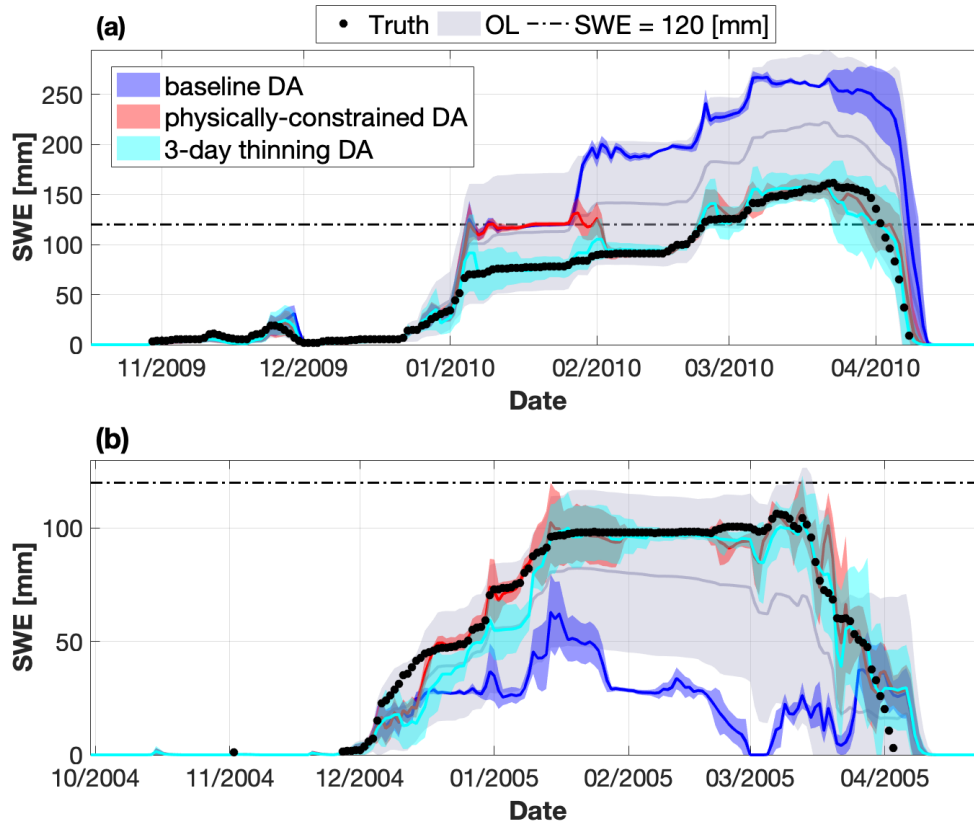 Truth OL SWE = 120 [mm]
(a)
baseline DA
physically-constrained DA
3-day thinning DA
SWE [mm]
250
200
150
100
50
0
11/2009 12/2009 01/2010 02/2010 03/2010 04/2010
Date
(b)
SWE [mm]
100
50
0
10/2004 11/2004 12/2004 01/2005 02/2005 03/2005 04/2005
Date